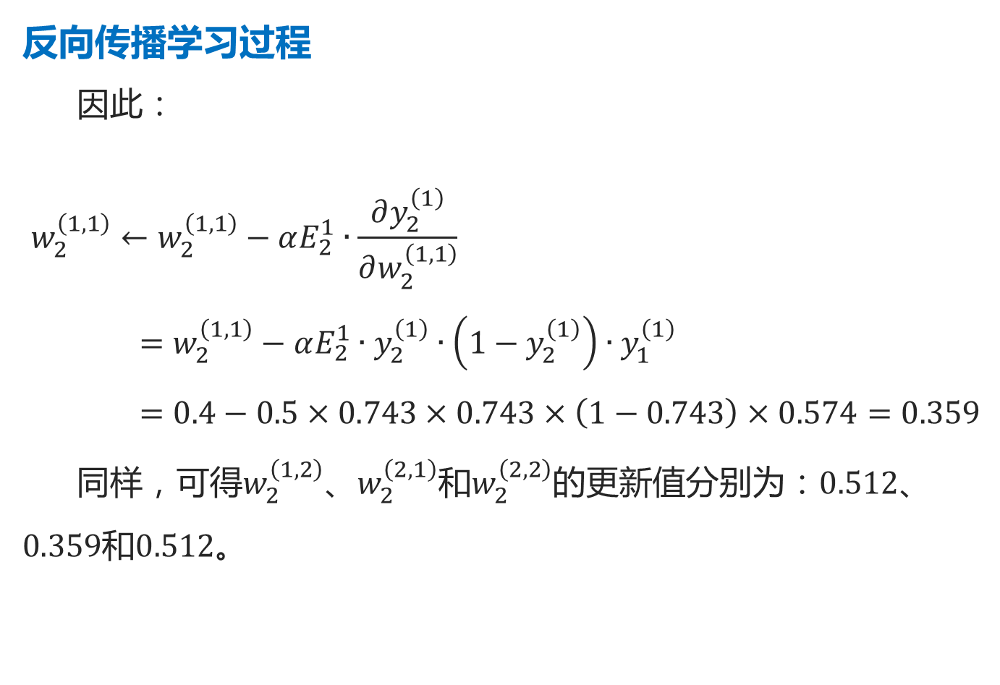 反向传播学习过程
因此：
$w_2^{(1,1)} \leftarrow w_2^{(1,1)} - \alpha E_2^1 \cdot \frac{\partial y_2^{(1)}}{\partial w_2^{(1,1)}}$
$= w_2^{(1,1)} - \alpha E_2^1 \cdot y_2^{(1)} \cdot \left(1 - y_2^{(1)}\right) \cdot y_1^{(1)}$
$= 0.4 - 0.5 \times 0.743 \times 0.743 \times (1 - 0.743) \times 0.574 = 0.359$
同样，可得$w_2^{(1,2)}$、$w_2^{(2,1)}$和$w_2^{(2,2)}$的更新值分别为：0.512、
0.359和0.512。